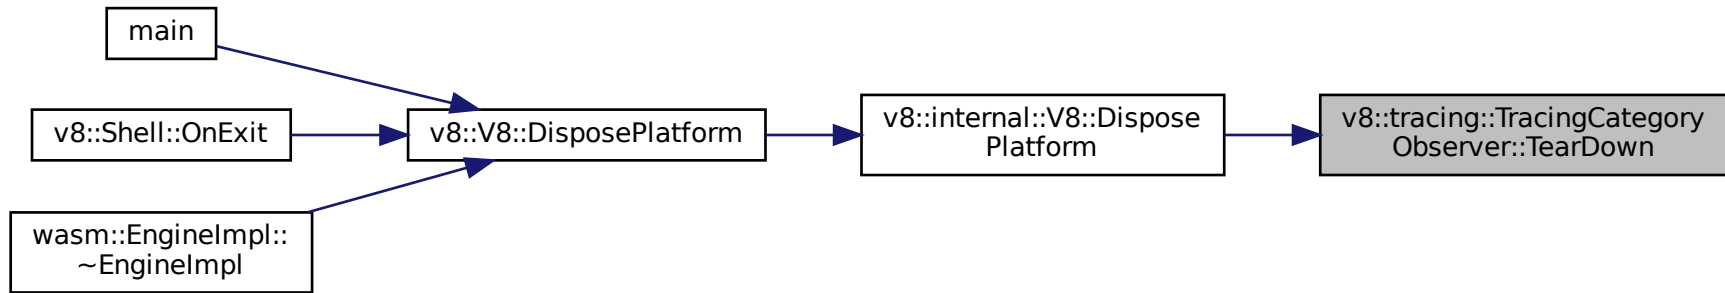 main
v8::Shell::OnExit
wasm::EngineImpl::
~EngineImpl
v8::V8::DisposePlatform
v8::internal::V8::Dispose
Platform
v8::tracing::TracingCategory
Observer::TearDown